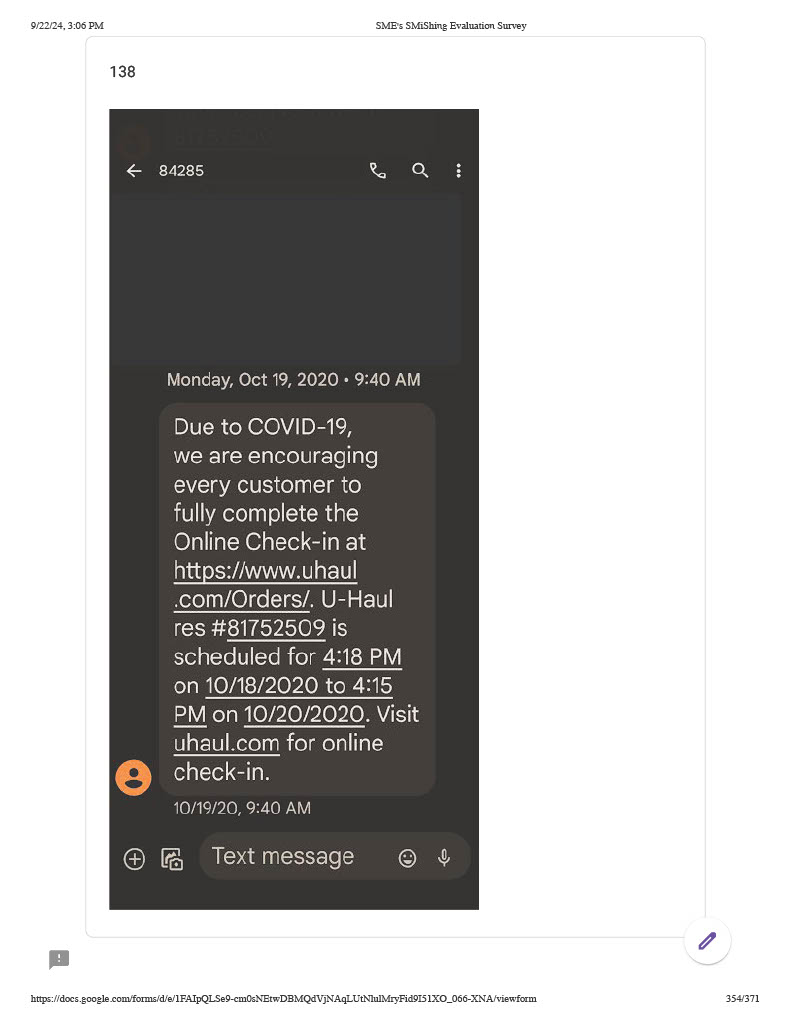 9/22/24, 3:06 PM
SME's SMiShing Evaluation Survey
138
84285
Monday, Oct 19, 2020 • 9:40 AM
Due to COVID-19,
we are encouraging
every customer to
fully complete the
Online Check-in at
https://www.uhaul
.com/Orders/. U-Haul
res #81752509 is
scheduled for 4:18 PM
on 10/18/2020 to 4:15
PM on 10/20/2020. Visit
uhaul.com for online
check-in.
10/19/20, 9:40 AM
Text message
https://docs.google.com/forms/d/e/1FAIpQLSe9-cm0sNEtwDBMQdVjNAqLUtNlulMryFid9I51XO_066-XNA/viewform
354/371